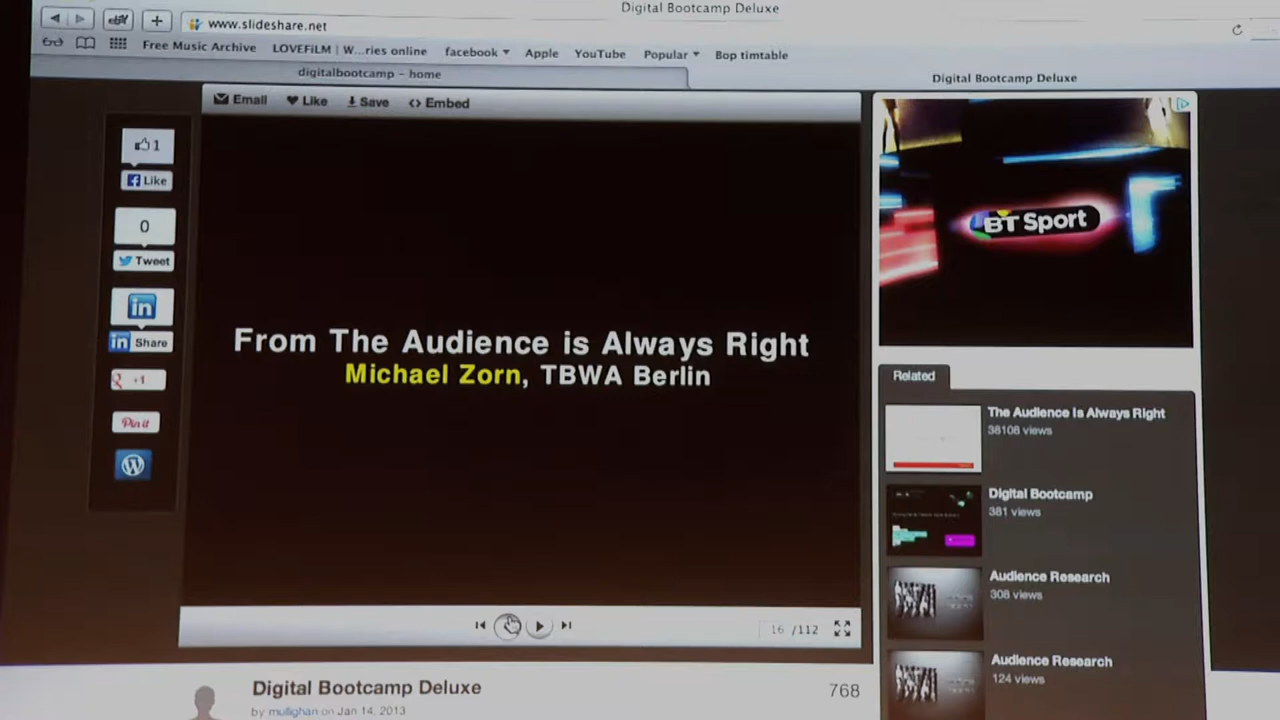 Digital Bootcamp Deluxe
www.slideshare.net
Free Music Archive LOVEFiLM | W...ries online facebook Apple YouTube Popular Bop timtable
digitalbootcamp – home
Digital Bootcamp Deluxe
Email Like Save Embed
1
Like
0
Tweet
in
in Share
+1
Pin it
From The Audience is Always Right
Michael Zorn, TBWA Berlin
16 /112
BT Sport
Related
The Audience Is Always Right
38108 views
Digital Bootcamp
381 views
Audience Research
308 views
Audience Research
124 views
Digital Bootcamp Deluxe
768
by mullighan on Jan 14, 2013